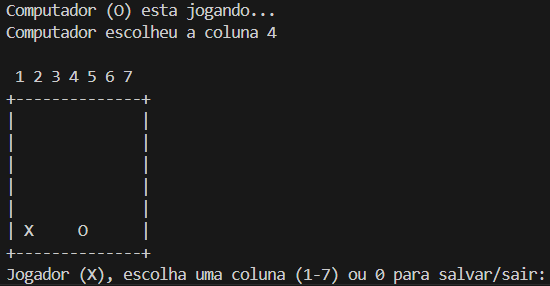 Computador (O) esta jogando...
Computador escolheu a coluna 4

 1 2 3 4 5 6 7
+--------------+
|              |
|              |
|              |
|              |
|              |
| X     O      |
+--------------+
Jogador (X), escolha uma coluna (1-7) ou 0 para salvar/sair: